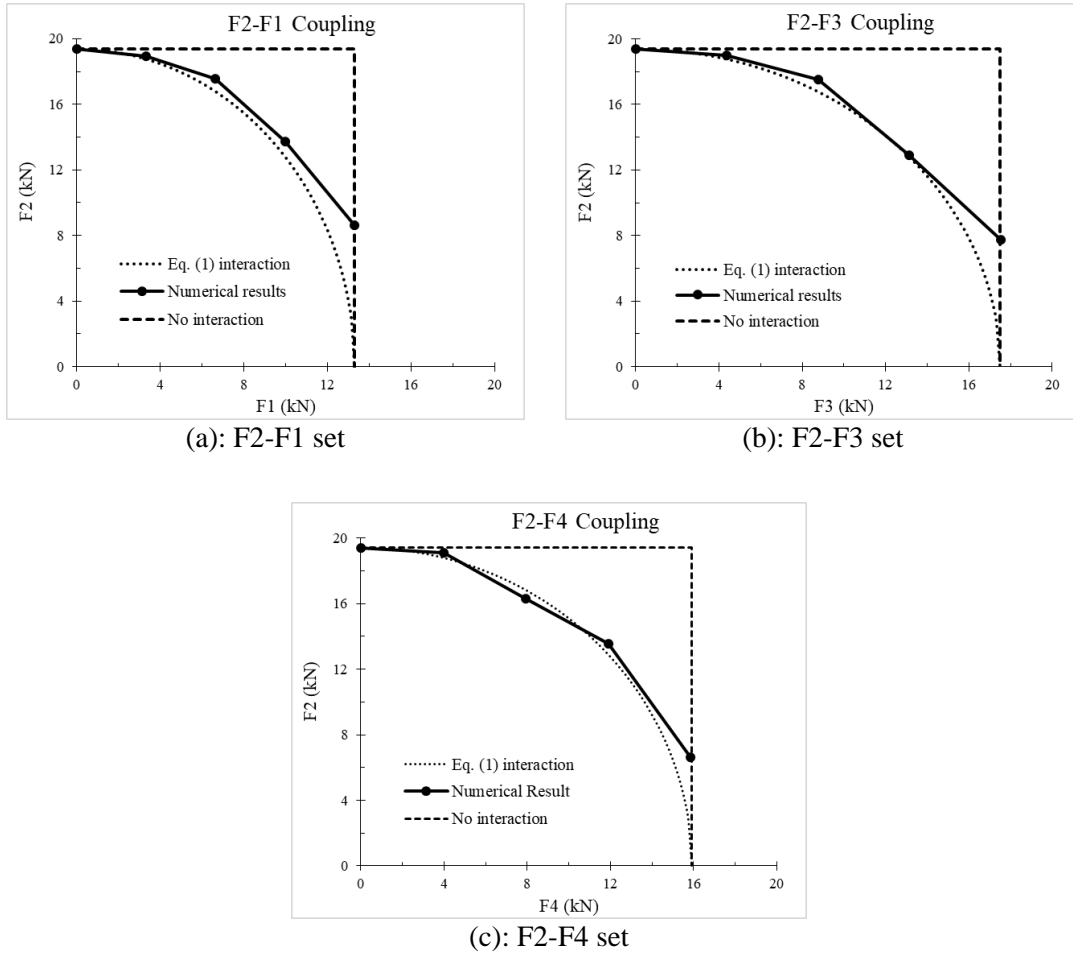 F2-F1 Coupling
20
16
12
8
4
0
F2 (kN)
Eq. (1) interaction
Numerical results
No interaction
0 4 8 12 16 20
F1 (kN)
(a): F2-F1 set
F2-F3 Coupling
20
16
12
8
4
0
F2 (kN)
Eq. (1) interaction
Numerical results
No interaction
0 4 8 12 16 20
F3 (kN)
(b): F2-F3 set
F2-F4 Coupling
20
16
12
8
4
0
F2 (kN)
Eq. (1) interaction
Numerical Result
No interaction
0 4 8 12 16 20
F4 (kN)
(c): F2-F4 set